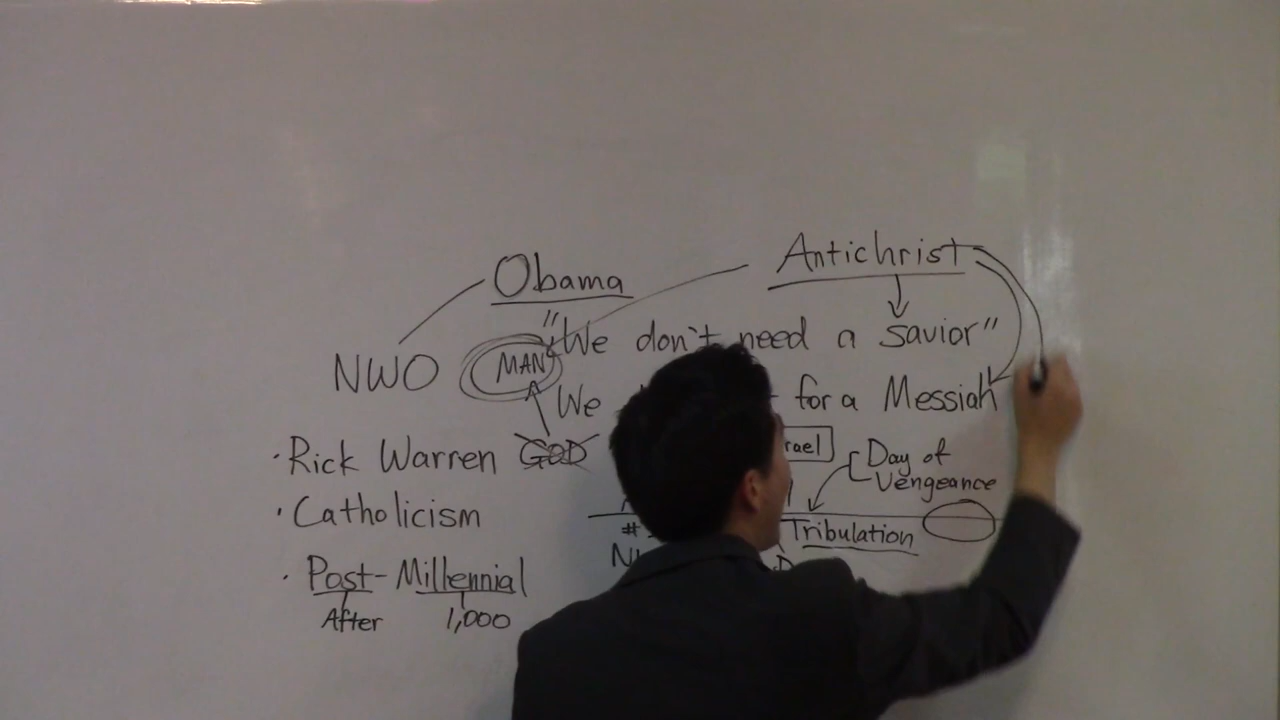 Obama
Antichrist
"We don't need a savior"
NWO
MAN
We for a Messiah
· Rick Warren
GOD
Day of
Vengeance
· Catholicism
Tribulation
#
· Post-Millennial
After 1,000